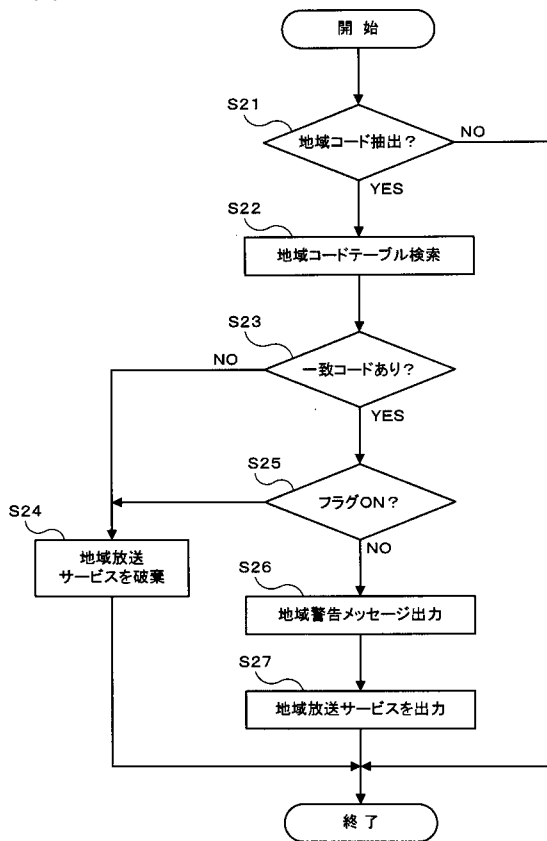 開 始
S21
地域コード抽出?
NO
YES
S22
地域コードテーブル検索
S23
NO
一致コードあり?
YES
S25
フラグON?
S24
NO
地域放送
サービスを破棄
S26
地域警告メッセージ出力
S27
地域放送サービスを出力
終 了